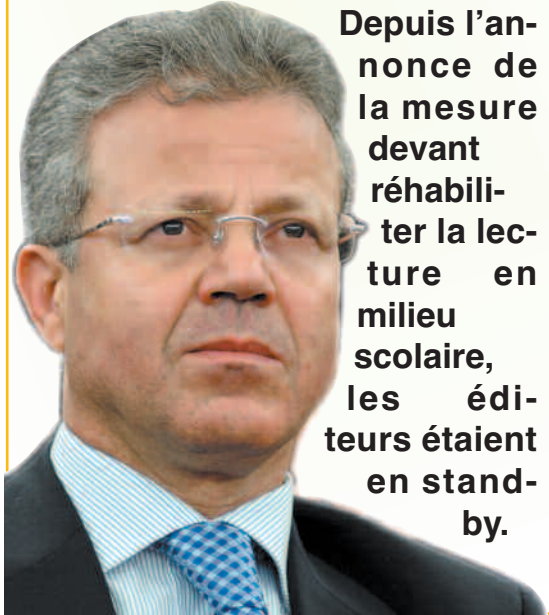 Depuis l'an-
nonce de
la mesure
devant
réhabili-
ter la lec-
ture en
milieu
scolaire,
les édi-
teurs étaient
en stand-
by.